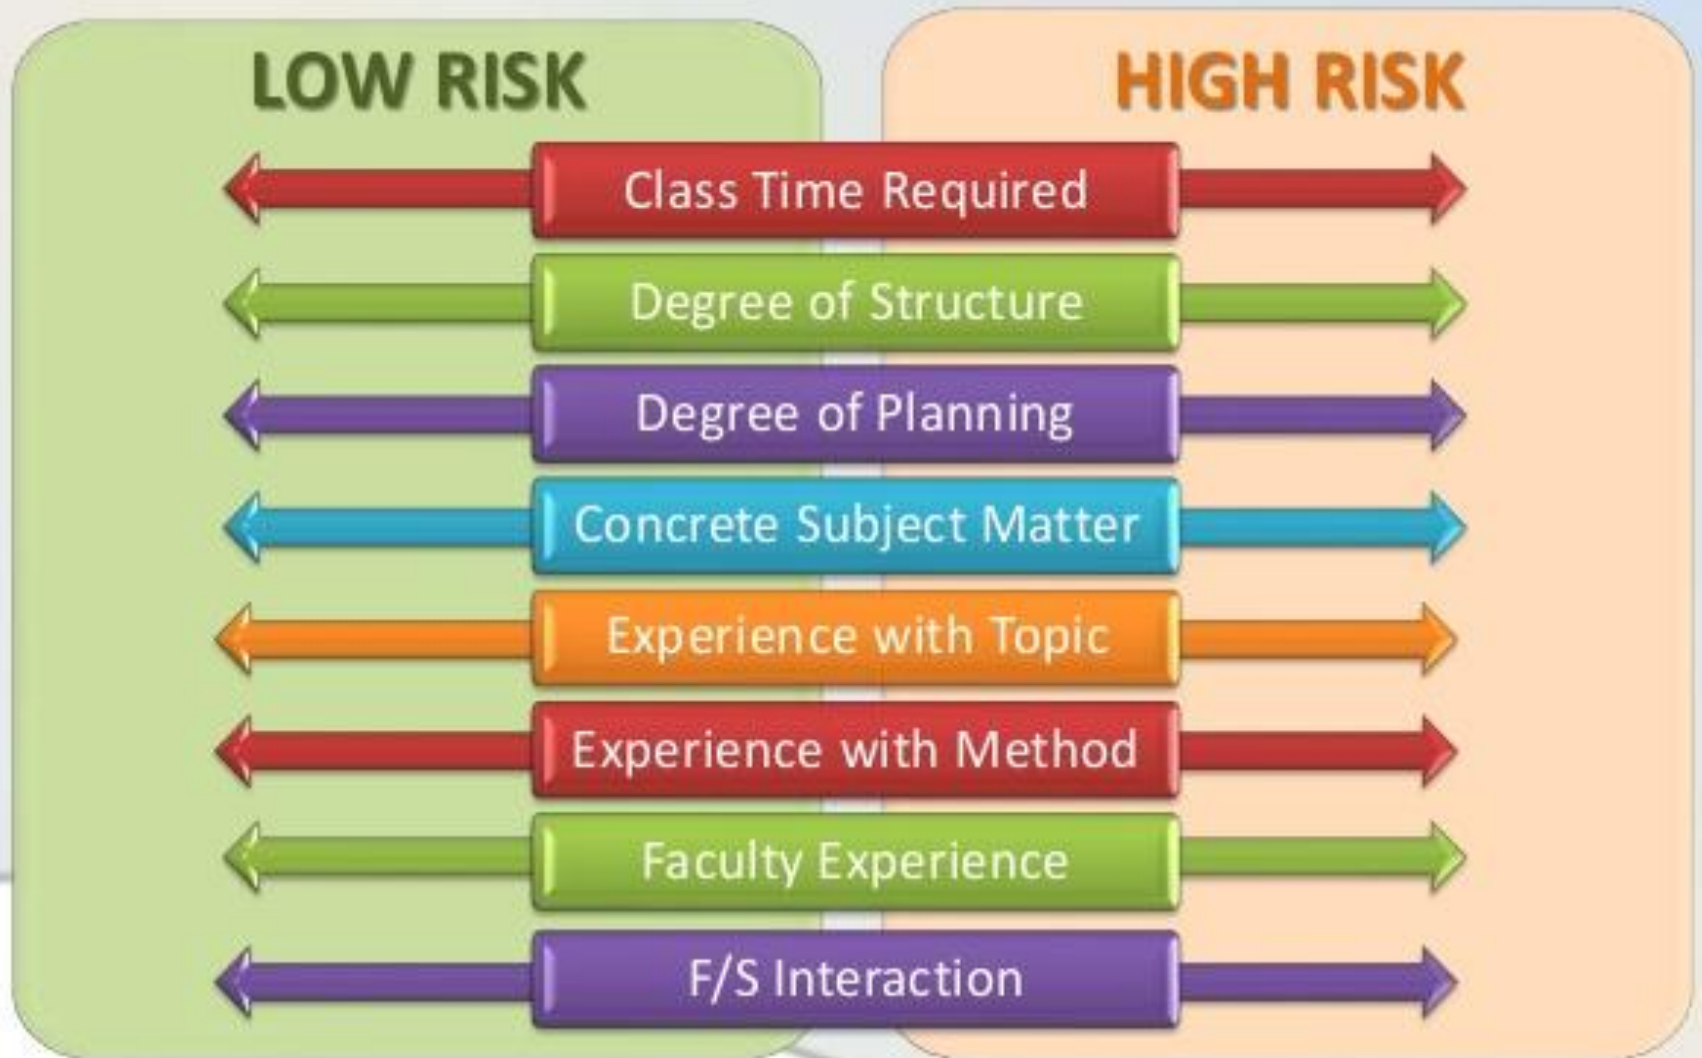 LOW RISK
HIGH RISK
Class Time Required
Degree of Structure
Degree of Planning
Concrete Subject Matter
Experience with Topic
Experience with Method
Faculty Experience
F/S Interaction